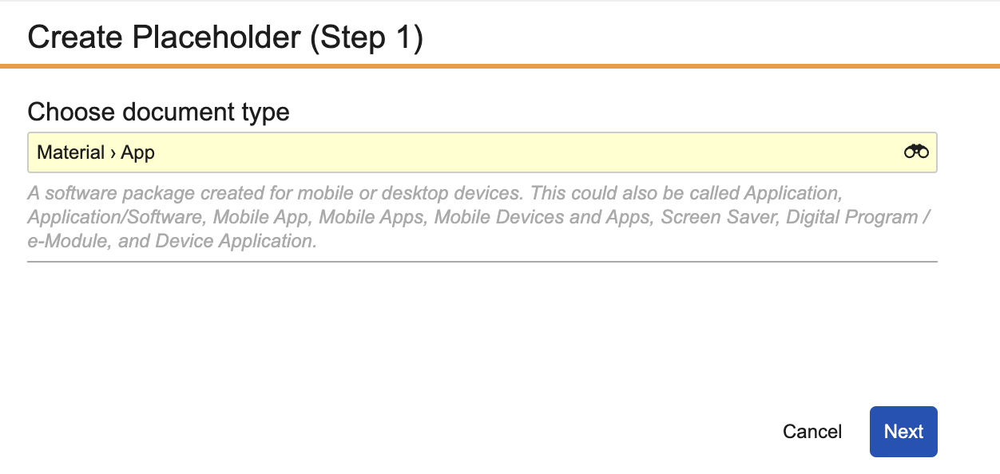 Create Placeholder (Step 1)
Choose document type
Material › App
A software package created for mobile or desktop devices. This could also be called Application,
Application/Software, Mobile App, Mobile Apps, Mobile Devices and Apps, Screen Saver, Digital Program /
e-Module, and Device Application.
Cancel
Next